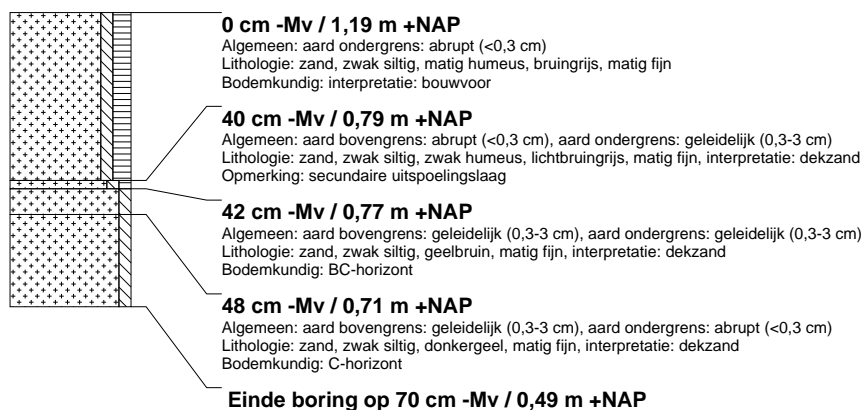 0 cm -Mv / 1,19 m +NAP
Algemeen: aard ondergrens: abrupt (<0,3 cm)
Lithologie: zand, zwak siltig, matig humeus, bruingrijs, matig fijn
Bodemkundig: interpretatie: bouwvoor
40 cm -Mv / 0,79 m +NAP
Algemeen: aard bovengrens: abrupt (<0,3 cm), aard ondergrens: geleidelijk (0,3-3 cm)
Lithologie: zand, zwak siltig, zwak humeus, lichtbruingrijs, matig fijn, interpretatie: dekzand
Opmerking: secundaire uitspoelingslaag
42 cm -Mv / 0,77 m +NAP
Algemeen: aard bovengrens: geleidelijk (0,3-3 cm), aard ondergrens: geleidelijk (0,3-3 cm)
Lithologie: zand, zwak siltig, geelbruin, matig fijn, interpretatie: dekzand
Bodemkundig: BC-horizont
48 cm -Mv / 0,71 m +NAP
Algemeen: aard bovengrens: geleidelijk (0,3-3 cm), aard ondergrens: abrupt (<0,3 cm)
Lithologie: zand, zwak siltig, donkergeel, matig fijn, interpretatie: dekzand
Bodemkundig: C-horizont
Einde boring op 70 cm -Mv / 0,49 m +NAP